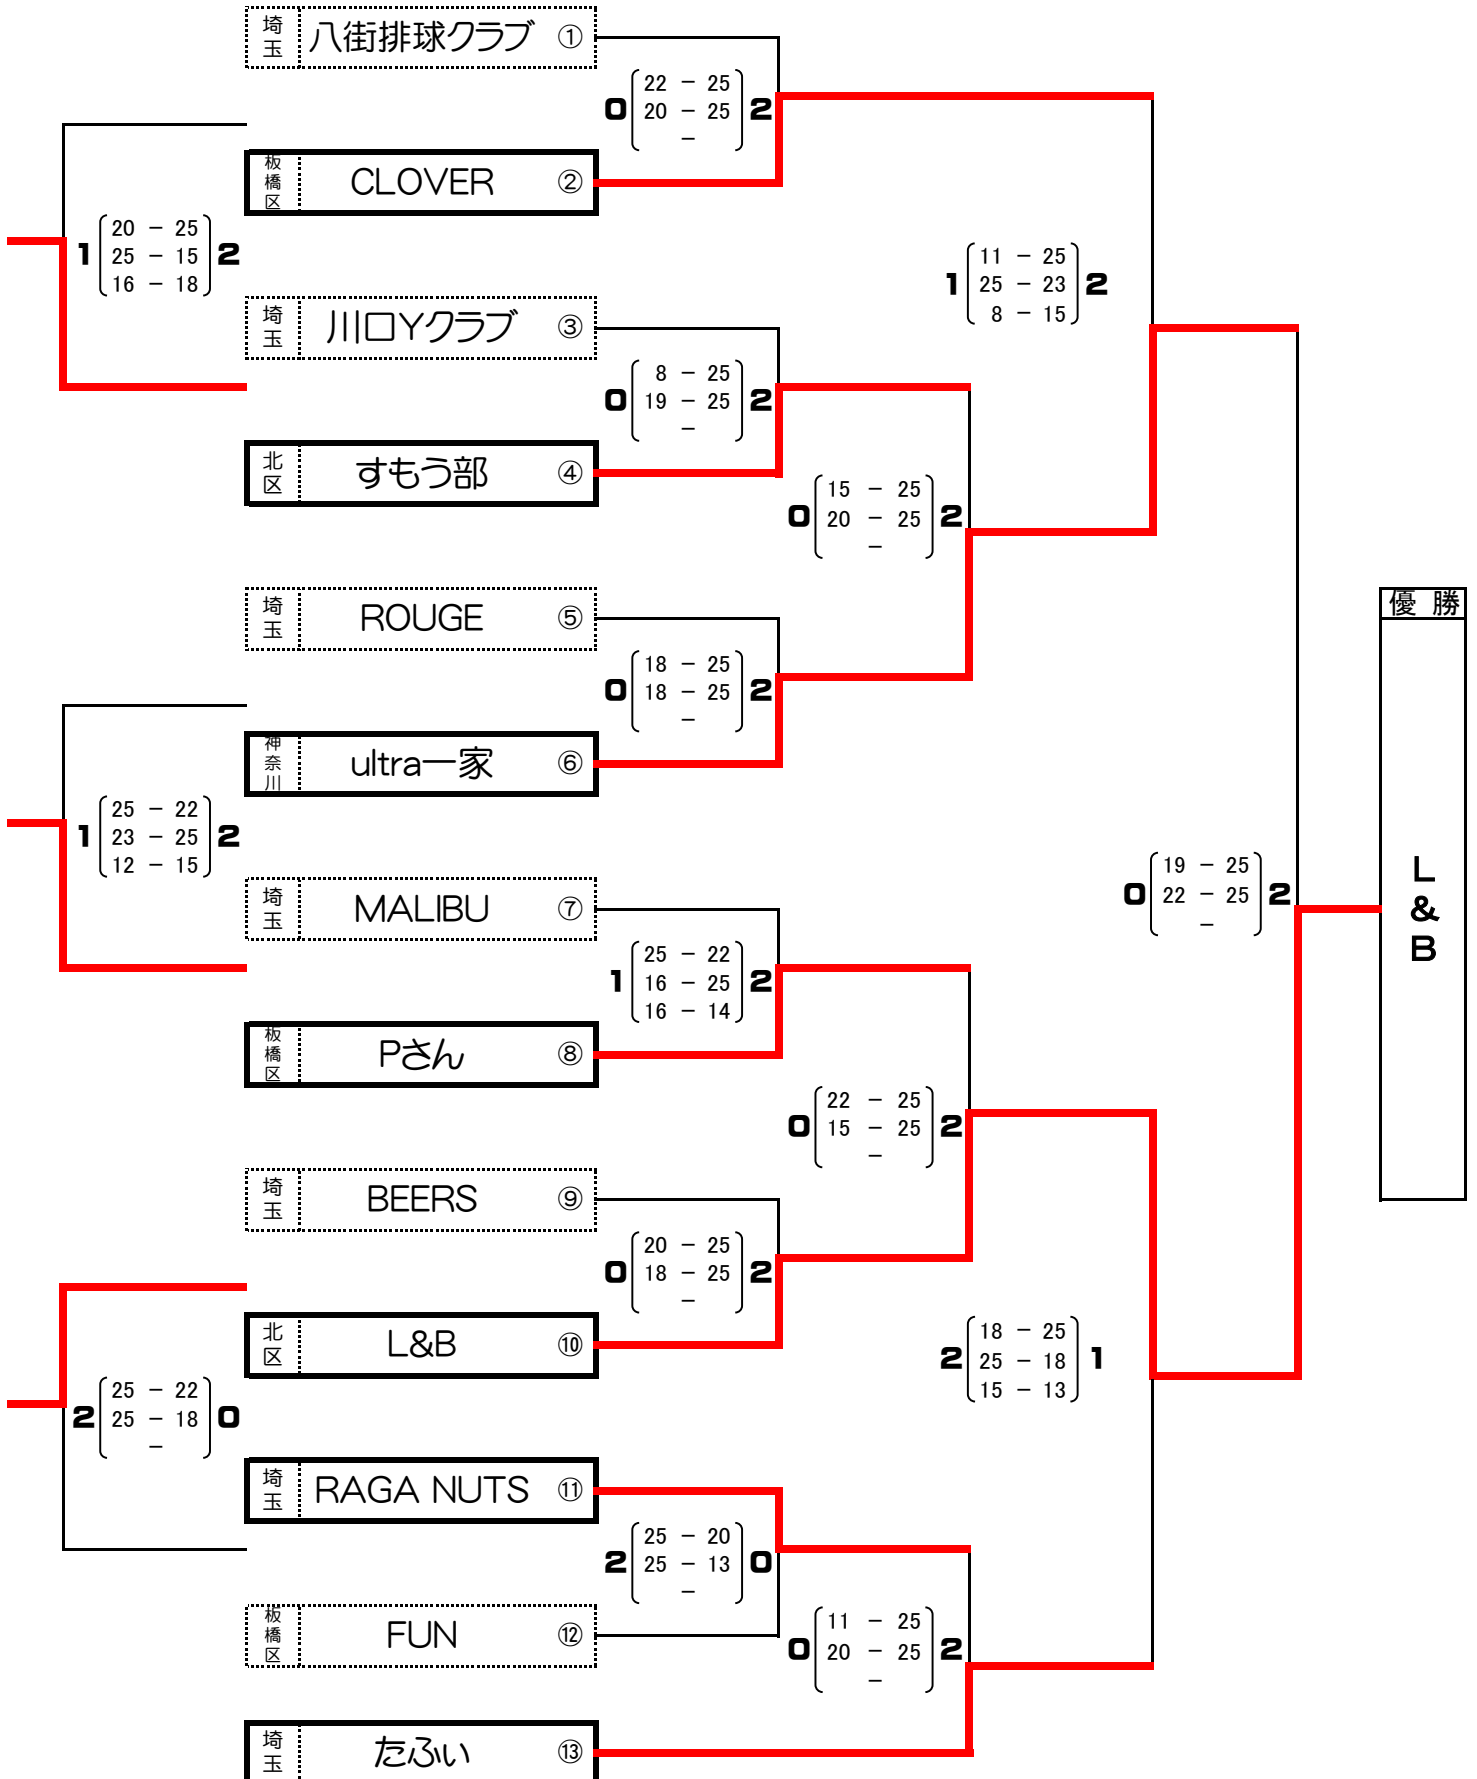 埼玉 八街排球クラブ ①
0 22 － 25 2
20 － 25
－
板橋区 CLOVER ②
1 20 － 25 2
25 － 15
16 － 18
1 11 － 25 2
25 － 23
8 － 15
埼玉 川口Yクラブ ③
0 8 － 25 2
19 － 25
－
北区 すもう部 ④
0 15 － 25 2
20 － 25
－
埼玉 ROUGE ⑤
優勝
0 18 － 25 2
18 － 25
－
神奈川 ultra一家 ⑥
1 25 － 22 2
23 － 25
12 － 15
0 19 － 25 2
22 － 25
－
L&B
埼玉 MALIBU ⑦
1 25 － 22 2
16 － 25
16 － 14
板橋区 Pさん ⑧
0 22 － 25 2
15 － 25
－
埼玉 BEERS ⑨
0 20 － 25 2
18 － 25
－
北区 L&B ⑩
2 18 － 25 1
25 － 18
15 － 13
2 25 － 22 0
25 － 18
－
埼玉 RAGA NUTS ⑪
2 25 － 20 0
25 － 13
－
板橋区 FUN ⑫
0 11 － 25 2
20 － 25
－
埼玉 たふぃ ⑬